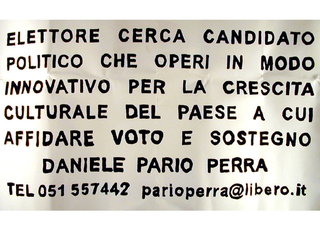 ELETTORE CERCA CANDIDATO
POLITICO CHE OPERI IN MODO
INNOVATIVO PER LA CRESCITA
CULTURALE DEL PAESE A CUI
AFFIDARE VOTO E SOSTEGNO
DANIELE PARIO PERRA
TEL 051 557442 parioperra@libero.it